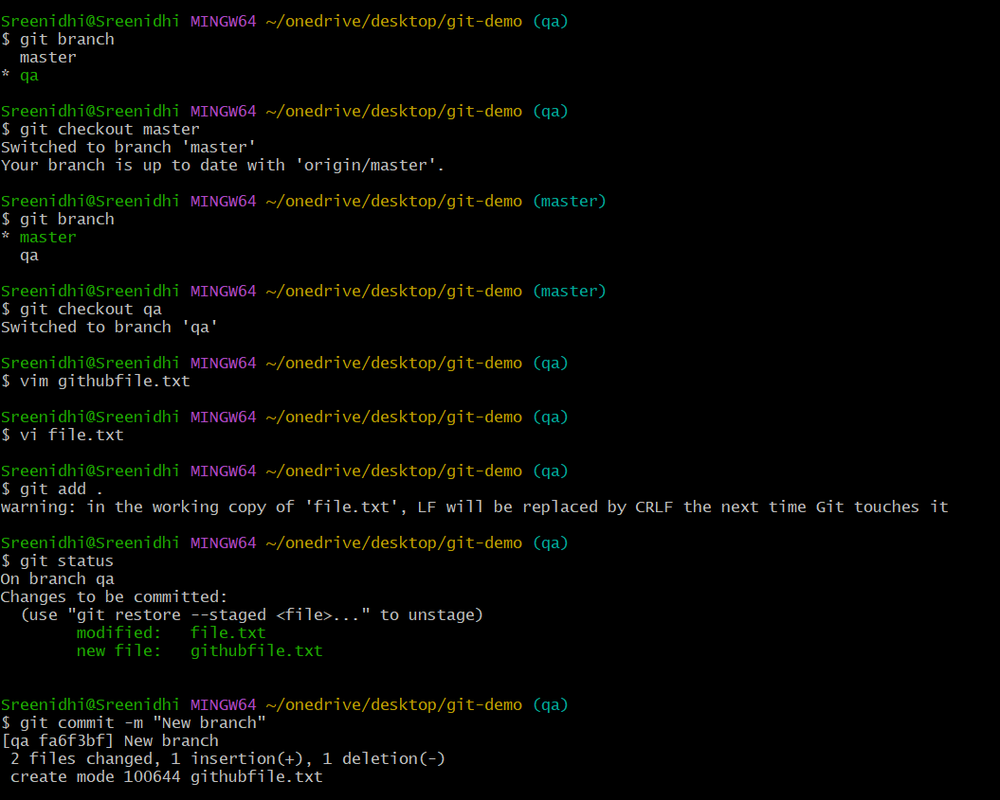 Sreenidhi@Sreenidhi MINGW64 ~/onedrive/desktop/git-demo (qa)
$ git branch
  master
* qa

Sreenidhi@Sreenidhi MINGW64 ~/onedrive/desktop/git-demo (qa)
$ git checkout master
Switched to branch 'master'
Your branch is up to date with 'origin/master'.

Sreenidhi@Sreenidhi MINGW64 ~/onedrive/desktop/git-demo (master)
$ git branch
* master
  qa

Sreenidhi@Sreenidhi MINGW64 ~/onedrive/desktop/git-demo (master)
$ git checkout qa
Switched to branch 'qa'

Sreenidhi@Sreenidhi MINGW64 ~/onedrive/desktop/git-demo (qa)
$ vim githubfile.txt

Sreenidhi@Sreenidhi MINGW64 ~/onedrive/desktop/git-demo (qa)
$ vi file.txt

Sreenidhi@Sreenidhi MINGW64 ~/onedrive/desktop/git-demo (qa)
$ git add .
warning: in the working copy of 'file.txt', LF will be replaced by CRLF the next time Git touches it

Sreenidhi@Sreenidhi MINGW64 ~/onedrive/desktop/git-demo (qa)
$ git status
On branch qa
Changes to be committed:
  (use "git restore --staged <file>..." to unstage)
        modified:   file.txt
        new file:   githubfile.txt


Sreenidhi@Sreenidhi MINGW64 ~/onedrive/desktop/git-demo (qa)
$ git commit -m "New branch"
[qa fa6f3bf] New branch
 2 files changed, 1 insertion(+), 1 deletion(-)
 create mode 100644 githubfile.txt